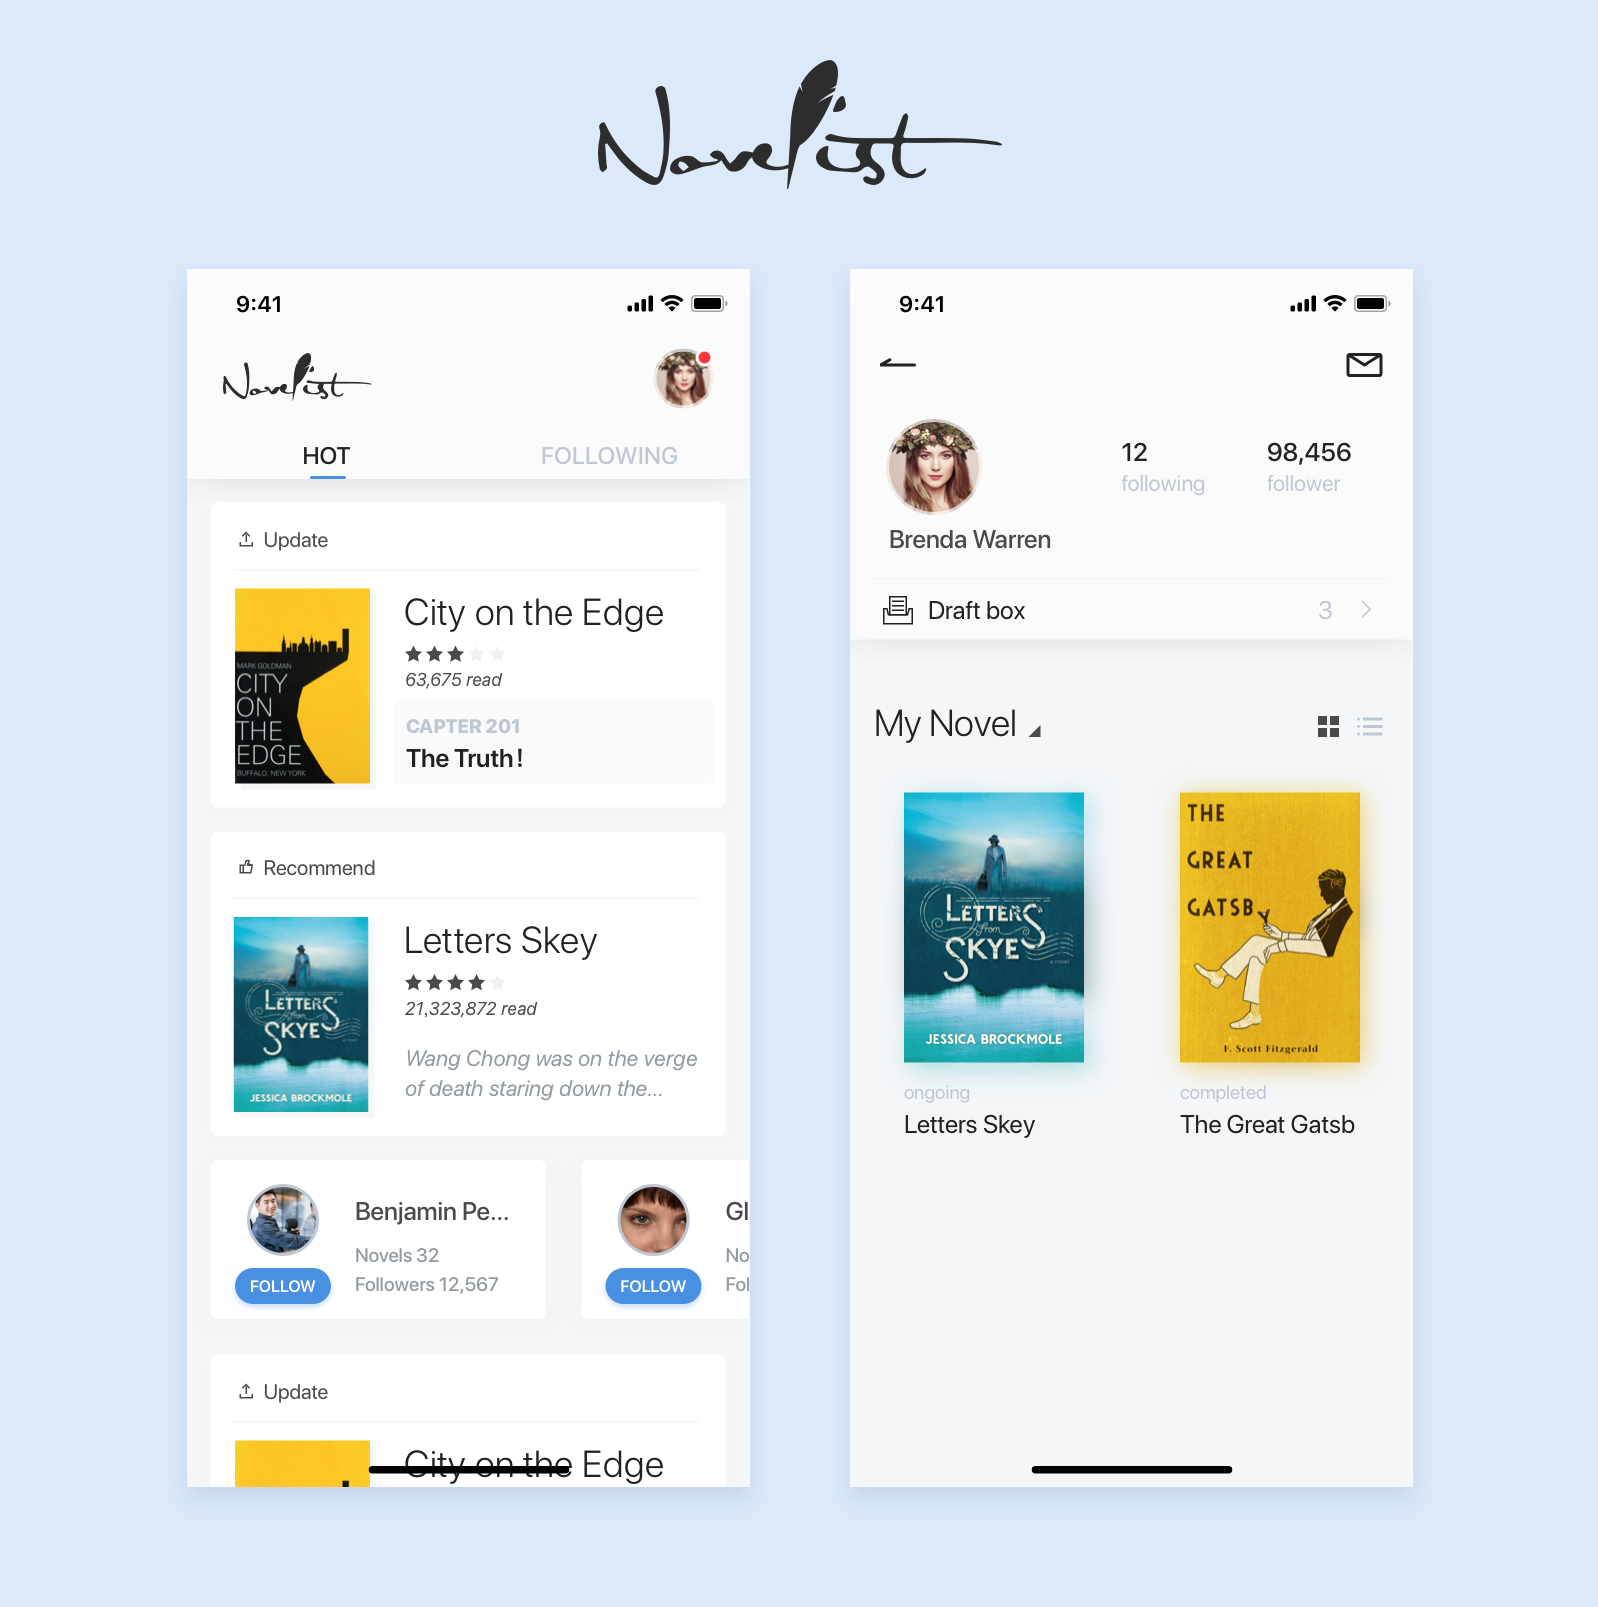 Novelist
9:41
Novelist
HOT
FOLLOWING
Update
MARK GOLDMAN
CITY
ON
THE
EDGE
BUFFALO, NEW YORK
City on the Edge
63,675 read
CAPTER 201
The Truth!
Recommend
LETTERS
from
SKYE
a novel
JESSICA BROCKMOLE
Letters Skey
21,323,872 read
Wang Chong was on the verge
of death staring down the...
Benjamin Pe...
Novels 32
Followers 12,567
FOLLOW
Gl
No
Fol
FOLLOW
Update
City on the Edge
9:41
12
following
98,456
follower
Brenda Warren
Draft box
3
My Novel
LETTERS
from
SKYE
a novel
JESSICA BROCKMOLE
ongoing
Letters Skey
THE
GREAT
GATSB
F. Scott Fitzgerald
completed
The Great Gatsb